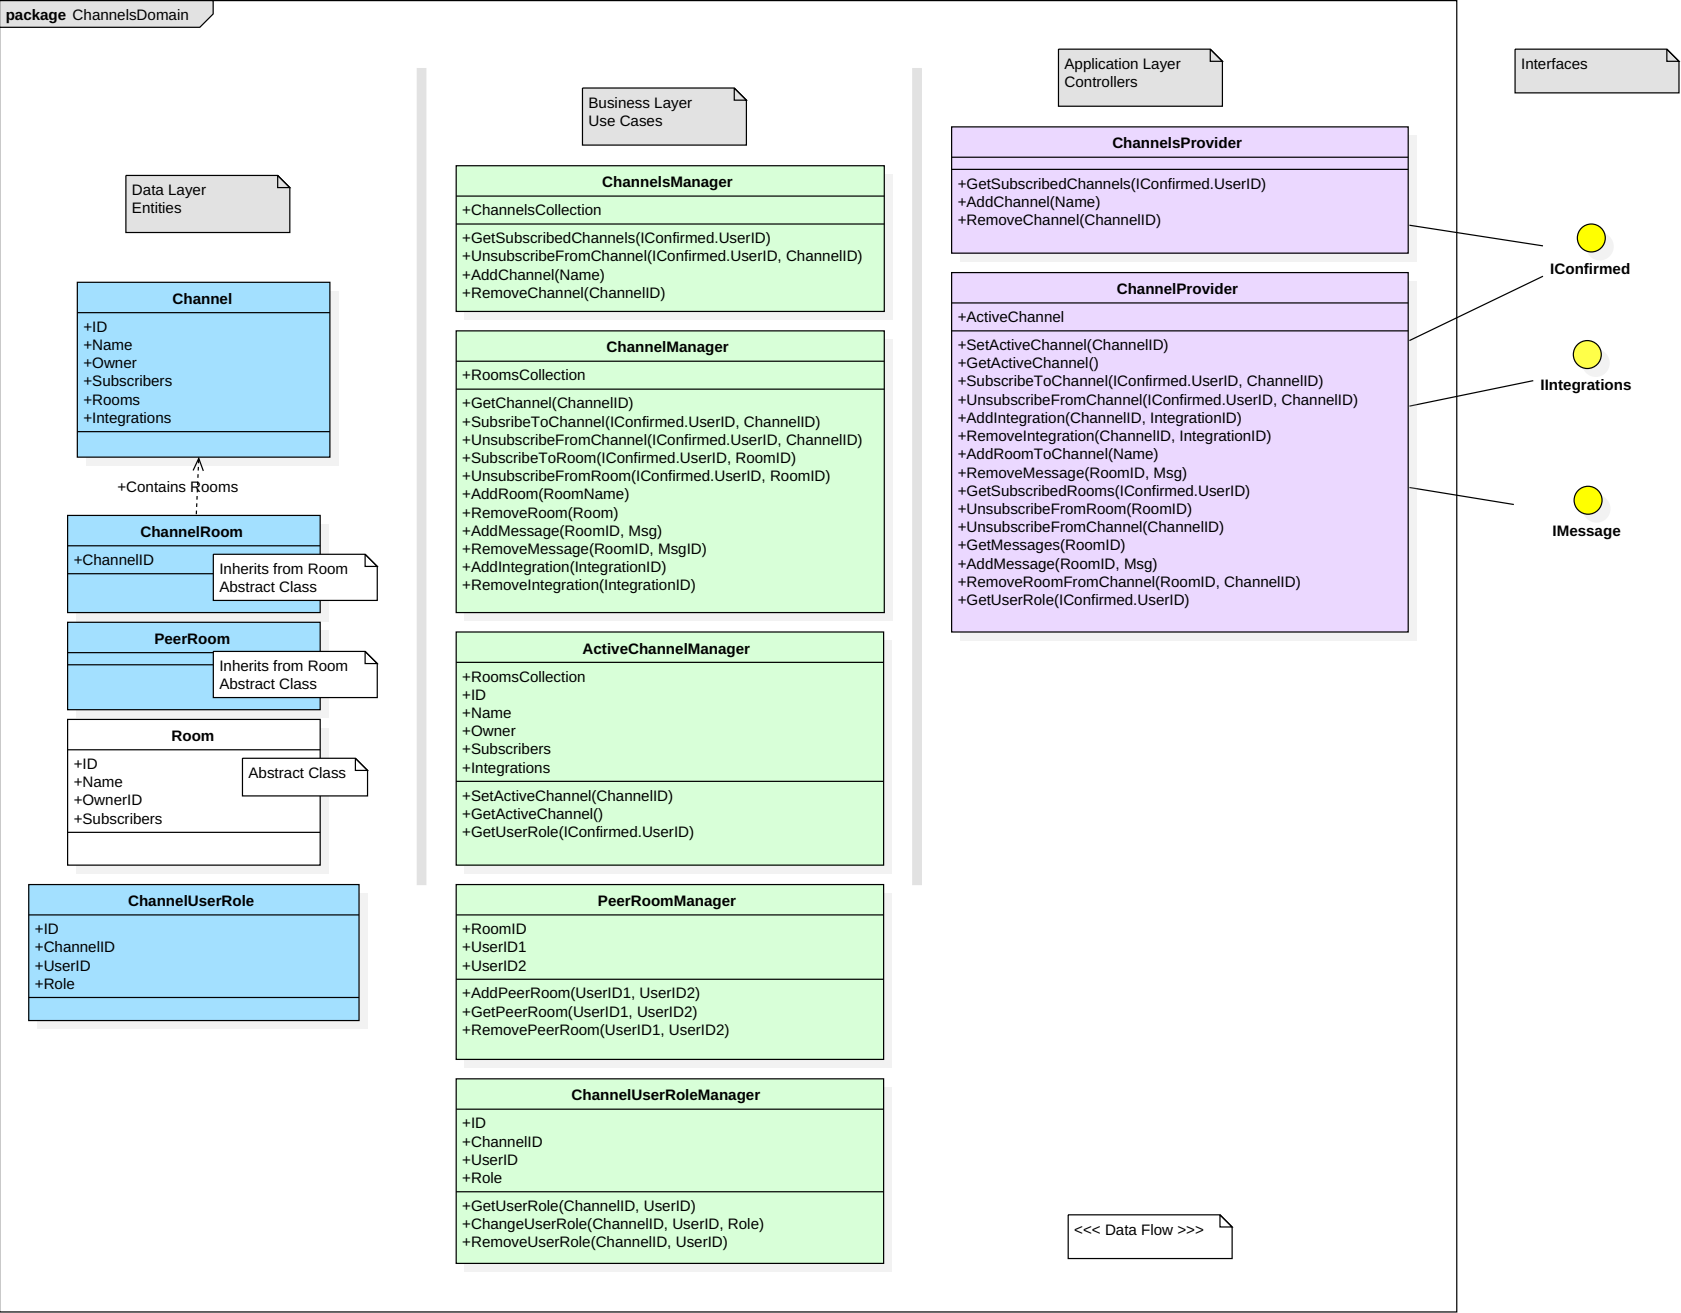 package ChannelsDomain
Data Layer
Entities
Channel
+ID
+Name
+Owner
+Subscribers
+Rooms
+Integrations
+Contains Rooms
ChannelRoom
+ChannelID
Inherits from Room
Abstract Class
PeerRoom
Inherits from Room
Abstract Class
Room
+ID
+Name
+OwnerID
+Subscribers
Abstract Class
ChannelUserRole
+ID
+ChannelID
+UserID
+Role
Business Layer
Use Cases
ChannelsManager
+ChannelsCollection
+GetSubscribedChannels(IConfirmed.UserID)
+UnsubscribeFromChannel(IConfirmed.UserID, ChannelID)
+AddChannel(Name)
+RemoveChannel(ChannelID)
ChannelManager
+RoomsCollection
+GetChannel(ChannelID)
+SubsribeToChannel(IConfirmed.UserID, ChannelID)
+UnsubscribeFromChannel(IConfirmed.UserID, ChannelID)
+SubscribeToRoom(IConfirmed.UserID, RoomID)
+UnsubscribeFromRoom(IConfirmed.UserID, RoomID)
+AddRoom(RoomName)
+RemoveRoom(Room)
+AddMessage(RoomID, Msg)
+RemoveMessage(RoomID, MsgID)
+AddIntegration(IntegrationID)
+RemoveIntegration(IntegrationID)
ActiveChannelManager
+RoomsCollection
+ID
+Name
+Owner
+Subscribers
+Integrations
+SetActiveChannel(ChannelID)
+GetActiveChannel()
+GetUserRole(IConfirmed.UserID)
PeerRoomManager
+RoomID
+UserID1
+UserID2
+AddPeerRoom(UserID1, UserID2)
+GetPeerRoom(UserID1, UserID2)
+RemovePeerRoom(UserID1, UserID2)
ChannelUserRoleManager
+ID
+ChannelID
+UserID
+Role
+GetUserRole(ChannelID, UserID)
+ChangeUserRole(ChannelID, UserID, Role)
+RemoveUserRole(ChannelID, UserID)
Application Layer
Controllers
ChannelsProvider
+GetSubscribedChannels(IConfirmed.UserID)
+AddChannel(Name)
+RemoveChannel(ChannelID)
ChannelProvider
+ActiveChannel
+SetActiveChannel(ChannelID)
+GetActiveChannel()
+SubscribeToChannel(IConfirmed.UserID, ChannelID)
+UnsubscribeFromChannel(IConfirmed.UserID, ChannelID)
+AddIntegration(ChannelID, IntegrationID)
+RemoveIntegration(ChannelID, IntegrationID)
+AddRoomToChannel(Name)
+RemoveMessage(RoomID, Msg)
+GetSubscribedRooms(IConfirmed.UserID)
+UnsubscribeFromRoom(RoomID)
+UnsubscribeFromChannel(ChannelID)
+GetMessages(RoomID)
+AddMessage(RoomID, Msg)
+RemoveRoomFromChannel(RoomID, ChannelID)
+GetUserRole(IConfirmed.UserID)
<<< Data Flow >>>
Interfaces
IConfirmed
IIntegrations
IMessage